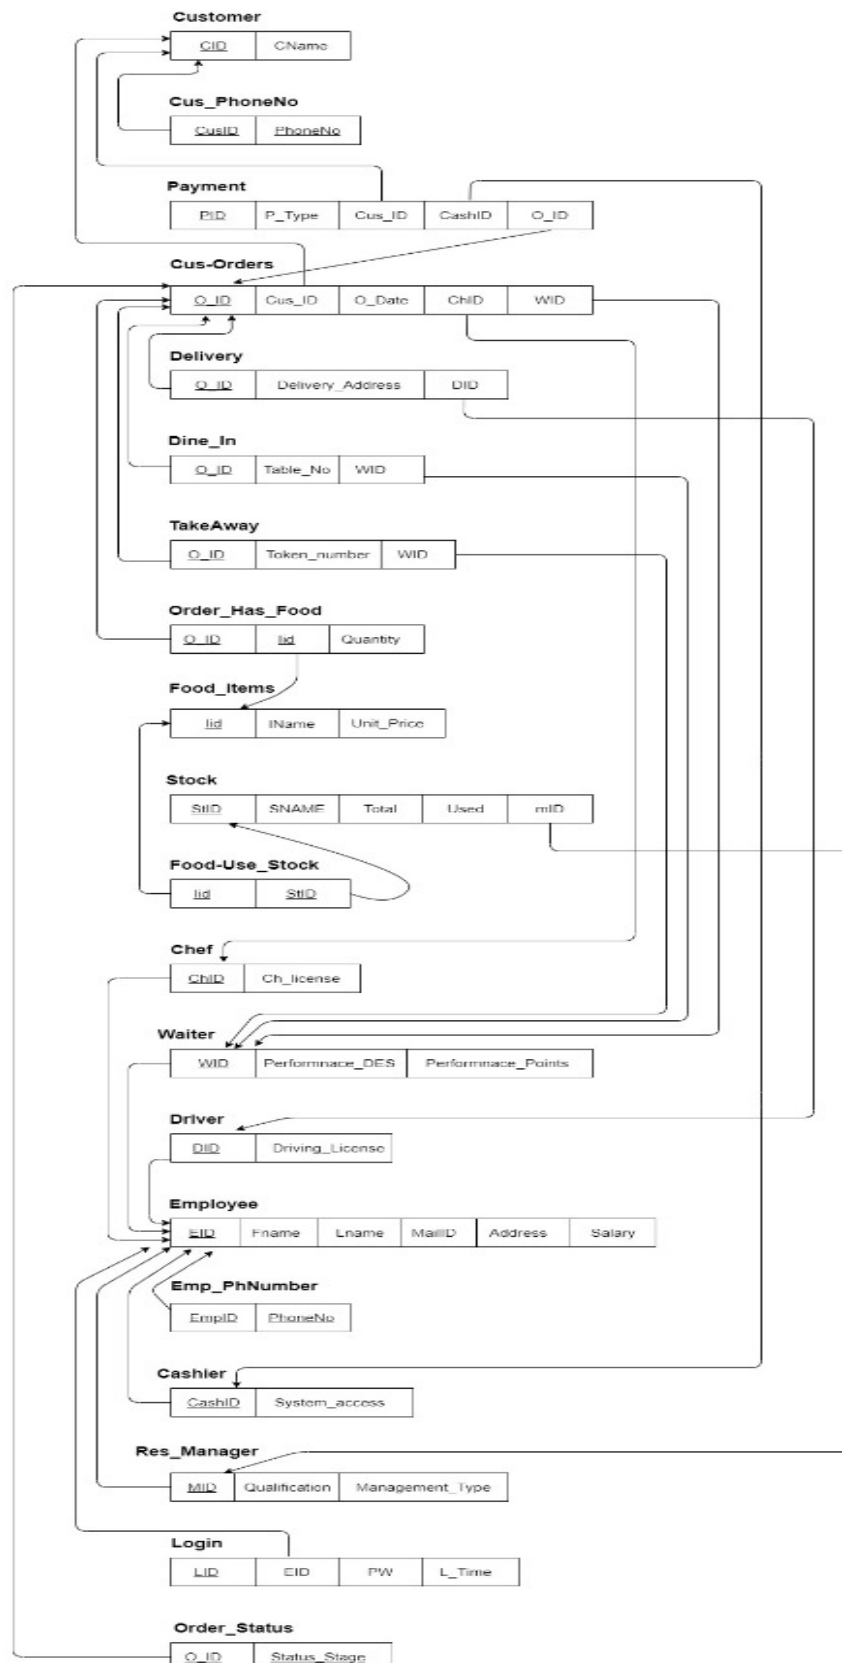 Customer
CID CName
Cus_PhoneNo
CusID PhoneNo
Payment
PID P_Type Cus_ID CashID O_ID
Cus-Orders
O_ID Cus_ID O_Date ChID WID
Delivery
O_ID Delivery_Address DID
Dine_In
O_ID Table_No WID
TakeAway
O_ID Token_number WID
Order_Has_Food
O_ID Iid Quantity
Food_Items
Iid IName Unit_Price
Stock
StID SNAME Total Used mID
Food-Use_Stock
Iid StID
Chef
ChID Ch_license
Waiter
WID Performnace_DES Performnace_Points
Driver
DID Driving_License
Employee
EID Fname Lname MailID Address Salary
Emp_PhNumber
EmpID PhoneNo
Cashier
CashID System_access
Res_Manager
MID Qualification Management_Type
Login
LID EID PW L_Time
Order_Status
O_ID Status_Stage